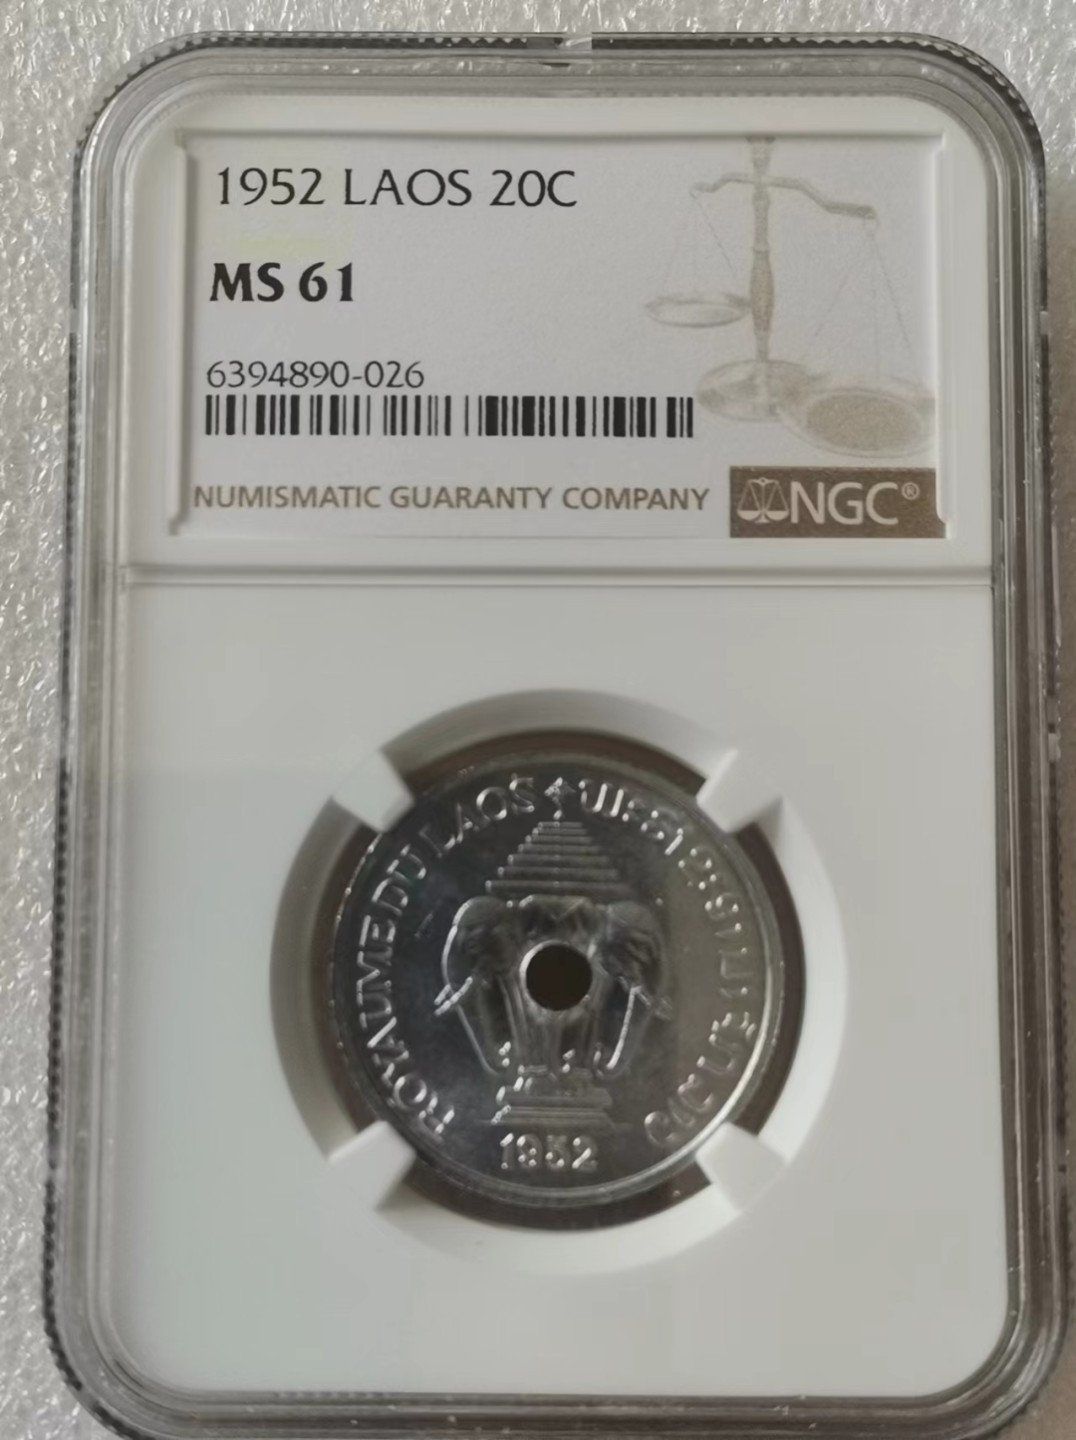 1952 LAOS 20C
MS 61
6394890-026
NUMISMATIC GUARANTY COMPANY
NGC®
ROYAUME DU LAOS
1952